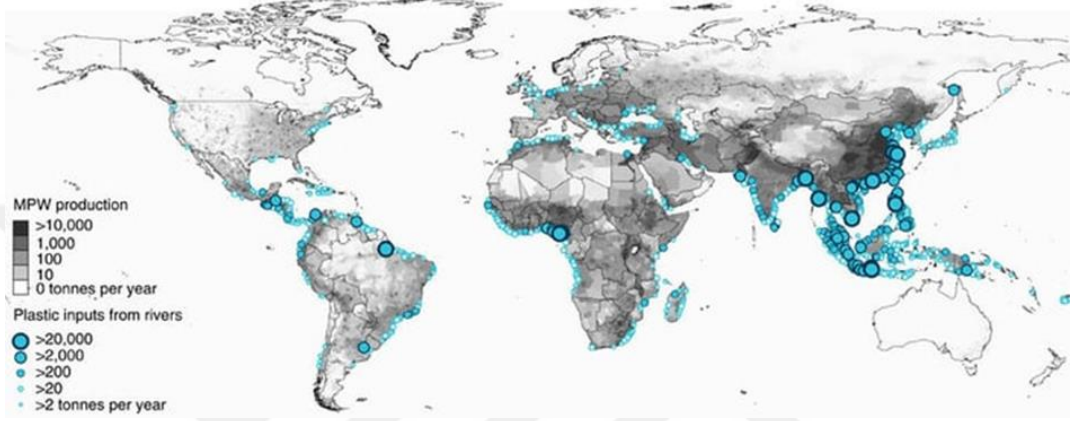 MPW production
>10,000
1,000
100
10
0 tonnes per year
Plastic inputs from rivers
>20,000
>2,000
>200
>20
>2 tonnes per year